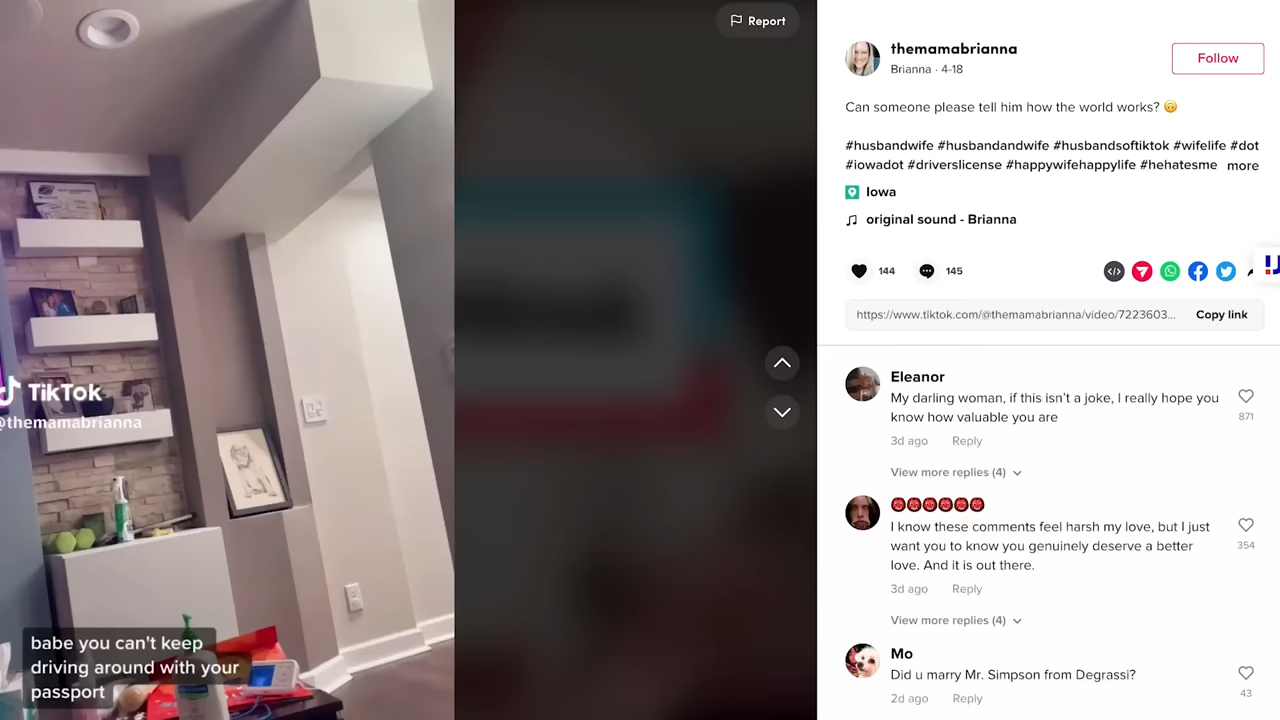 TikTok
@themamabrianna
babe you can't keep
driving around with your
passport
Report
themamabrianna
Brianna · 4-18
Follow
Can someone please tell him how the world works? 🙃
#husbandwife #husbandandwife #husbandsoftiktok #wifelife #dot
#iowadot #driverslicense #happywifehappylife #hehatesme more
Iowa
original sound - Brianna
144
145
https://www.tiktok.com/@themamabrianna/video/7223603...
Copy link
Eleanor
My darling woman, if this isn't a joke, I really hope you
know how valuable you are
871
3d ago Reply
View more replies (4)
👹👹👹👹👹👹
I know these comments feel harsh my love, but I just
want you to know you genuinely deserve a better
love. And it is out there.
354
3d ago Reply
View more replies (4)
Mo
Did u marry Mr. Simpson from Degrassi?
43
2d ago Reply